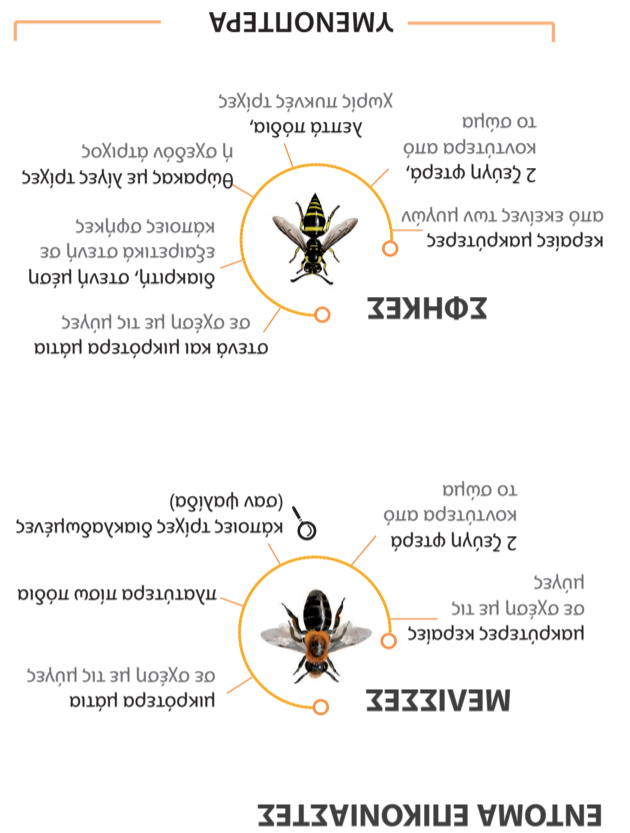 ΕΝΤΟΜΑ ΕΠΙΚΟΝΙΑΣΤΕΣ
ΜΕΛΙΣΣΕΣ
μικρότερα μάτια
σε σχέση με τις μύγες
πλατύτερα πίσω πόδια
κάποιες τρίχες διακλαδωμένες
(σαν ψαλίδα)
μακρύτερες κεραίες
σε σχέση με τις
μύγες
2 ζεύγη φτερά
κοντύτερα από
το σώμα
ΣΦΗΚΕΣ
στενά και μικρότερα μάτια
σε σχέση με τις μύγες
διακριτή, στενή μέση
εξαιρετικά στενή σε
κάποιες σφήκες
θώρακας με λίγες τρίχες
ή σχεδόν άτριχος
λεπτά πόδια,
χωρίς πυκνές τρίχες
κεραίες μακρύτερες
από εκείνες των μυγών
2 ζεύγη φτερά,
κοντύτερα από
το σώμα
ΥΜΕΝΟΠΤΕΡΑ